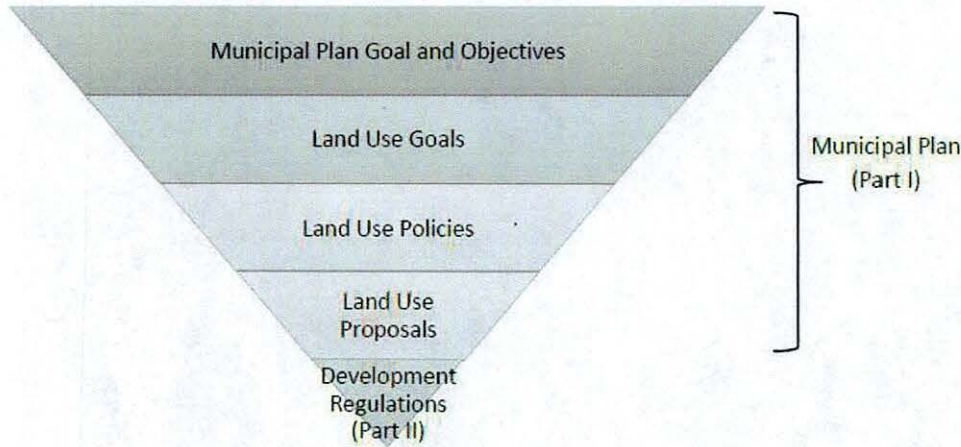 Municipal Plan Goal and Objectives
Land Use Goals
Land Use Policies
Land Use
Proposals
Development
Regulations
(Part II)
Municipal Plan
(Part I)